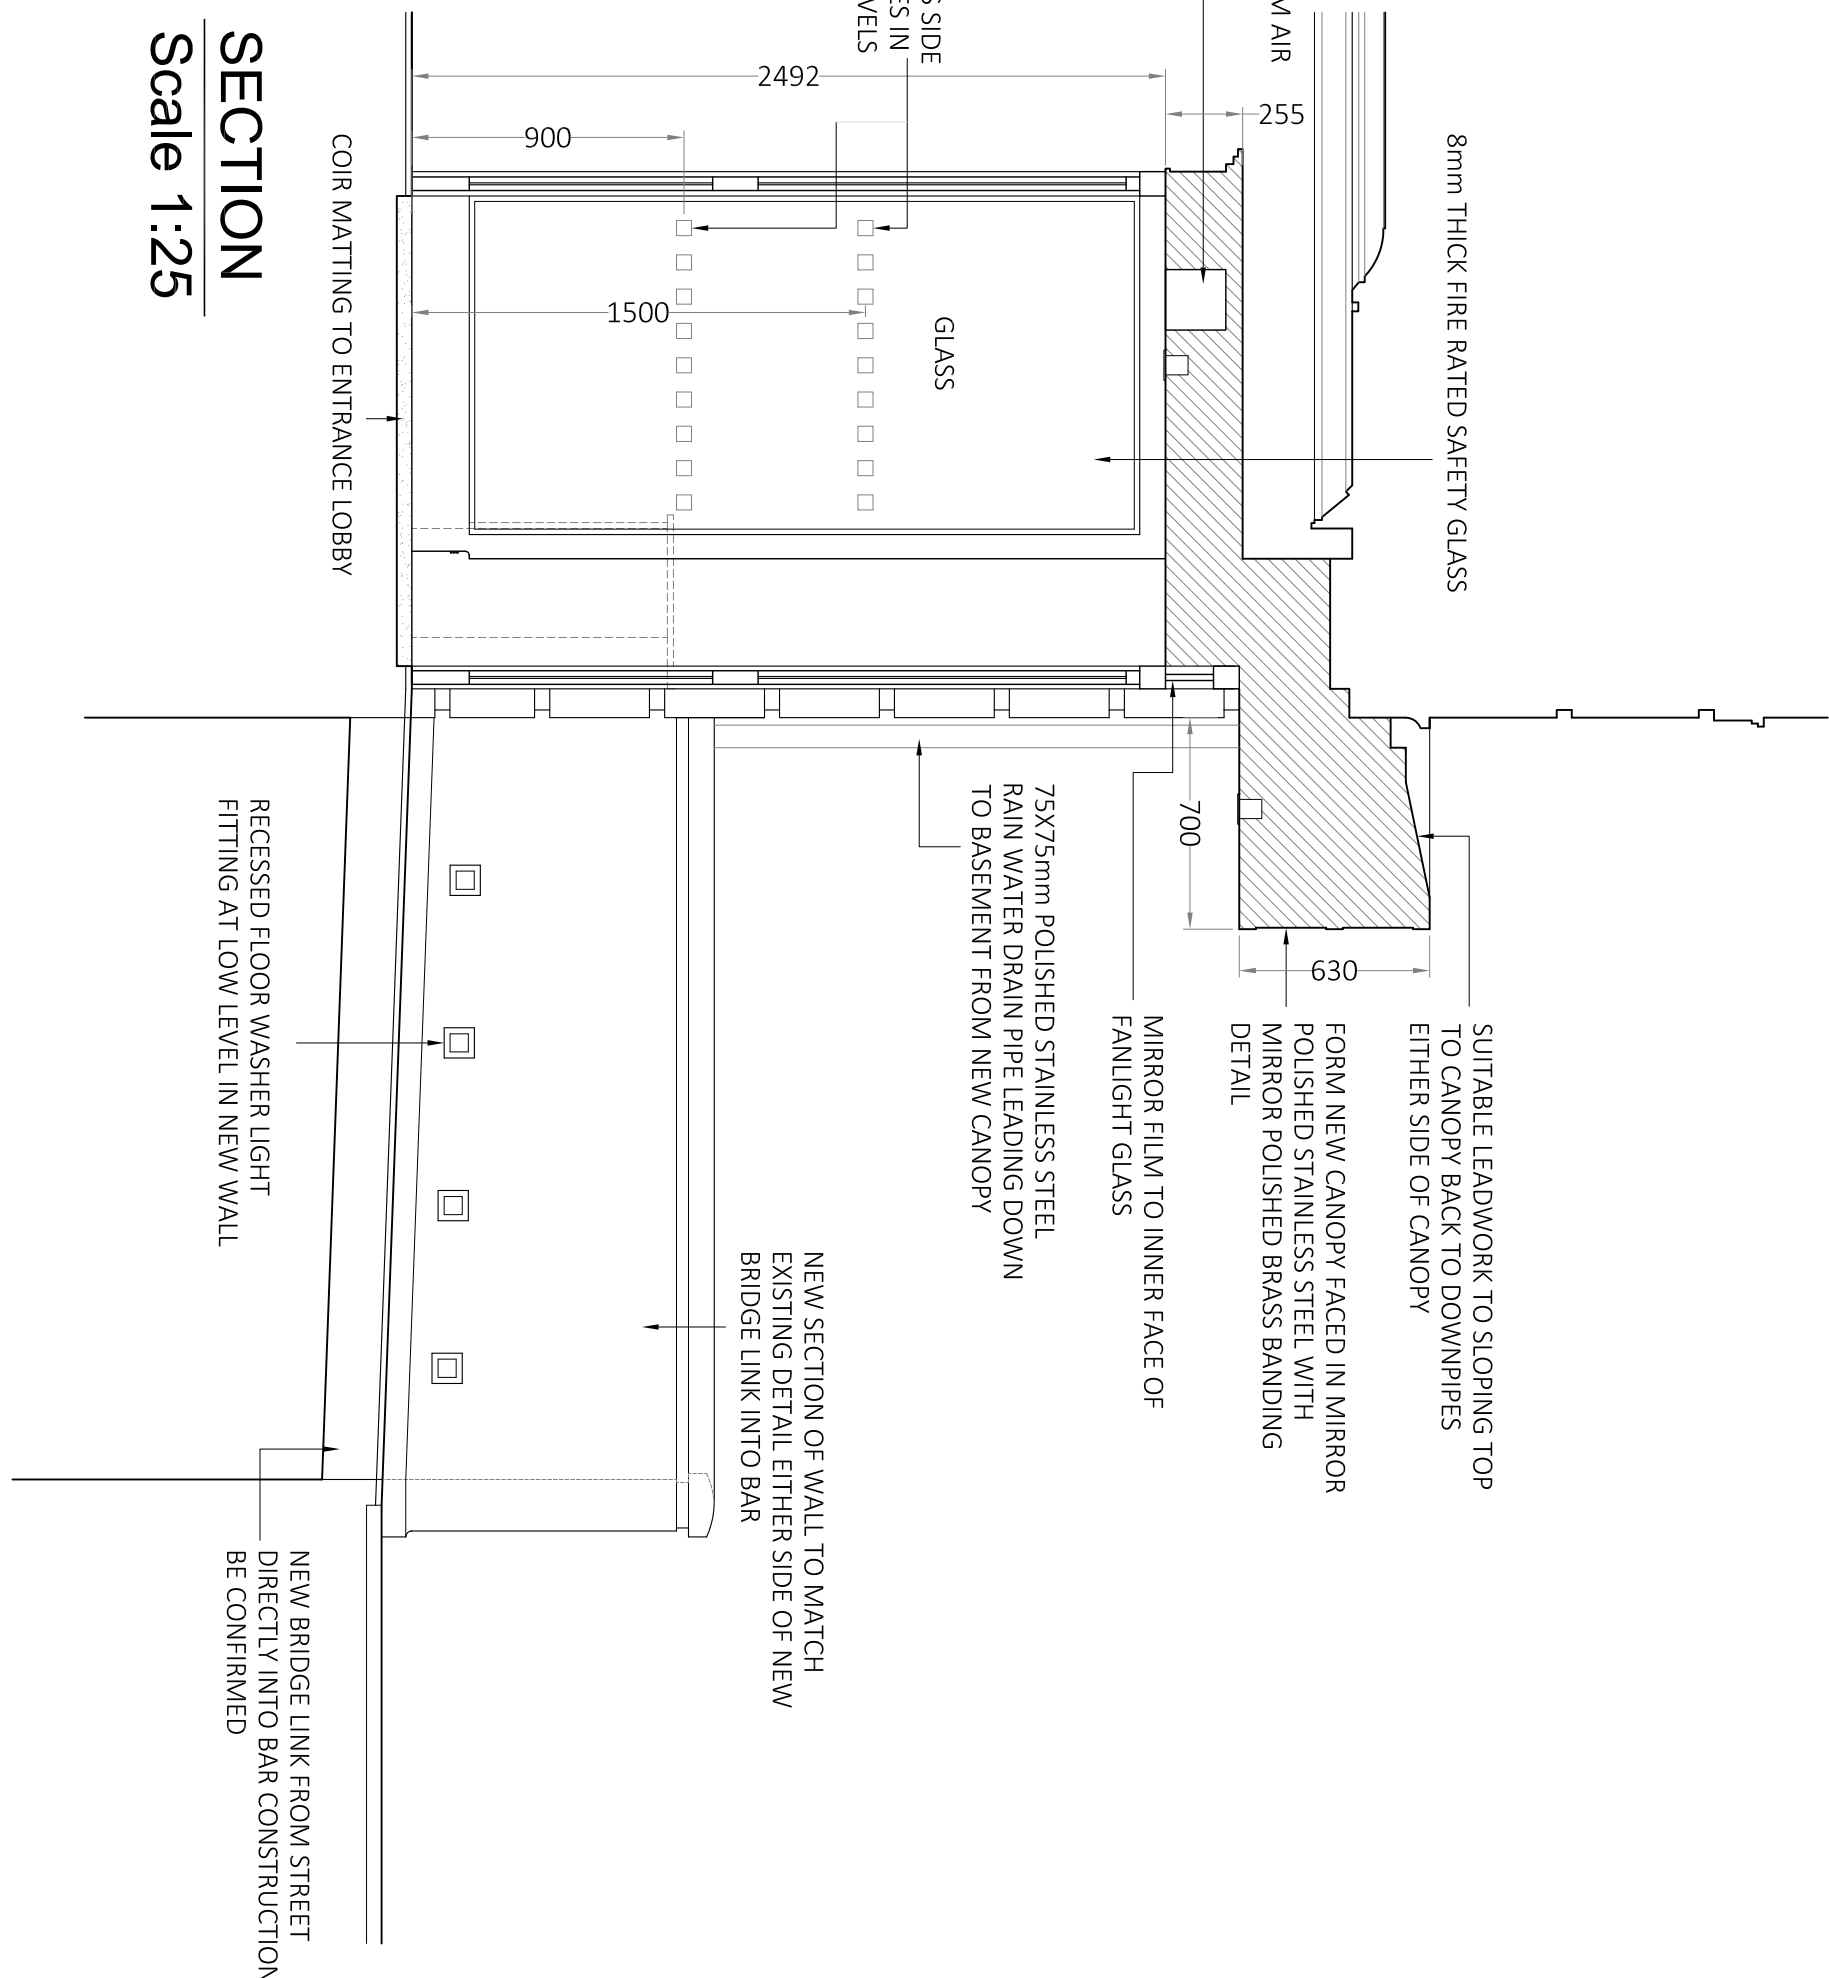 SECTION
Scale 1:25
COIR MATTING TO ENTRANCE LOBBY
SIDE
IN
AIR
2492
255
900
1500
GLASS
8mm THICK FIRE RATED SAFETY GLASS
700
630
SUITABLE LEADWORK TO SLOPING TOP
TO CANOPY BACK TO DOWNPIPES
EITHER SIDE OF CANOPY
FORM NEW CANOPY FACED IN MIRROR
POLISHED STAINLESS STEEL WITH
MIRROR POLISHED BRASS BANDING
DETAIL
MIRROR FILM TO INNER FACE OF
FANLIGHT GLASS
75X75mm POLISHED STAINLESS STEEL
RAIN WATER DRAIN PIPE LEADING DOWN
TO BASEMENT FROM NEW CANOPY
NEW SECTION OF WALL TO MATCH
EXISTING DETAIL EITHER SIDE OF NEW
BRIDGE LINK INTO BAR
RECESSED FLOOR WASHER LIGHT
FITTING AT LOW LEVEL IN NEW WALL
NEW BRIDGE LINK FROM STREET
DIRECTLY INTO BAR CONSTRUCTION
BE CONFIRMED